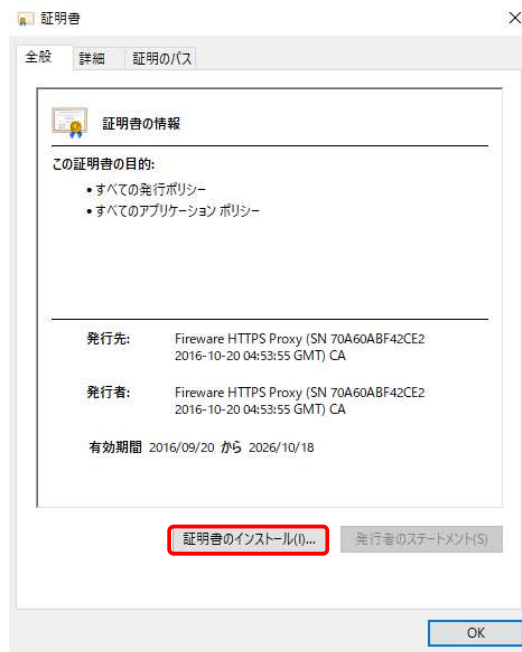 証明書
全般 詳細 証明のパス
証明書の情報
この証明書の目的:
• すべての発行ポリシー
• すべてのアプリケーション ポリシー
発行先: Fireware HTTPS Proxy (SN 70A60ABF42CE2
2016-10-20 04:53:55 GMT) CA
発行者: Fireware HTTPS Proxy (SN 70A60ABF42CE2
2016-10-20 04:53:55 GMT) CA
有効期間 2016/09/20 から 2026/10/18
証明書のインストール(I)... 発行者のステートメント(S)
OK